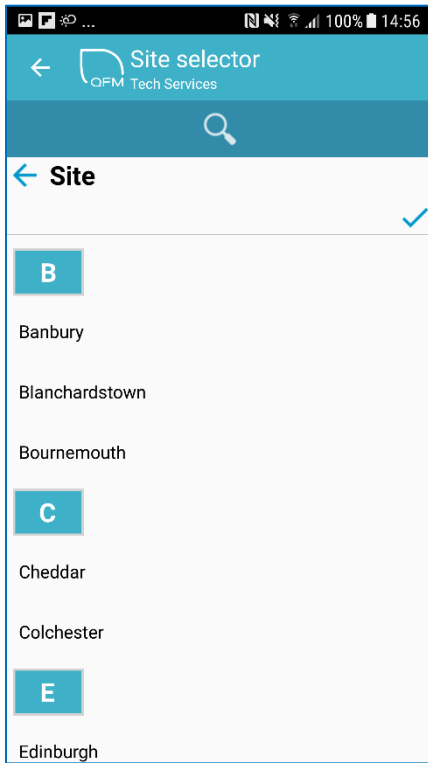 ... 100% 14:56
Site selector
QFM Tech Services
Site
B
Banbury
Blanchardstown
Bournemouth
C
Cheddar
Colchester
E
Edinburgh